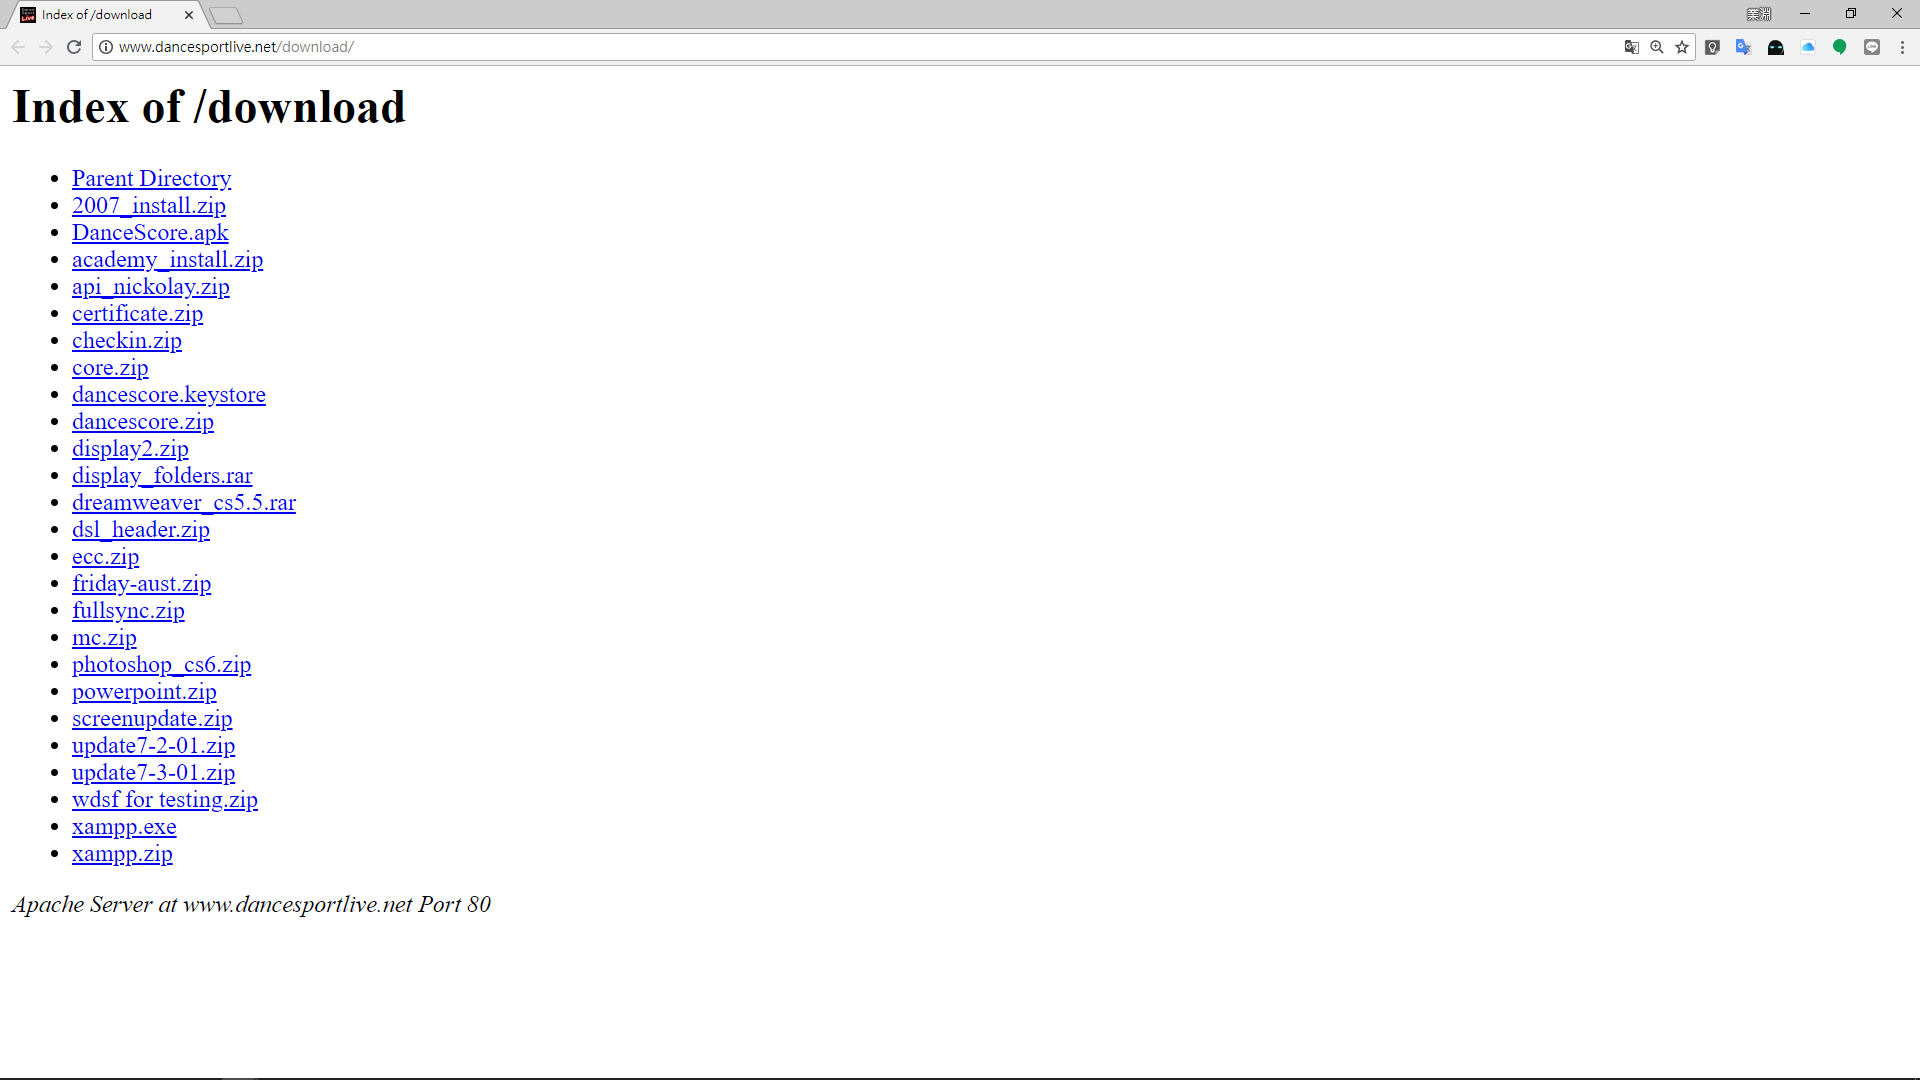 Index of /download
業淵
www.dancesportlive.net/download/
Index of /download
Parent Directory
2007_install.zip
DanceScore.apk
academy_install.zip
api_nickolay.zip
certificate.zip
checkin.zip
core.zip
dancescore.keystore
dancescore.zip
display2.zip
display_folders.rar
dreamweaver_cs5.5.rar
dsl_header.zip
ecc.zip
friday-aust.zip
fullsync.zip
mc.zip
photoshop_cs6.zip
powerpoint.zip
screenupdate.zip
update7-2-01.zip
update7-3-01.zip
wdsf for testing.zip
xampp.exe
xampp.zip
Apache Server at www.dancesportlive.net Port 80